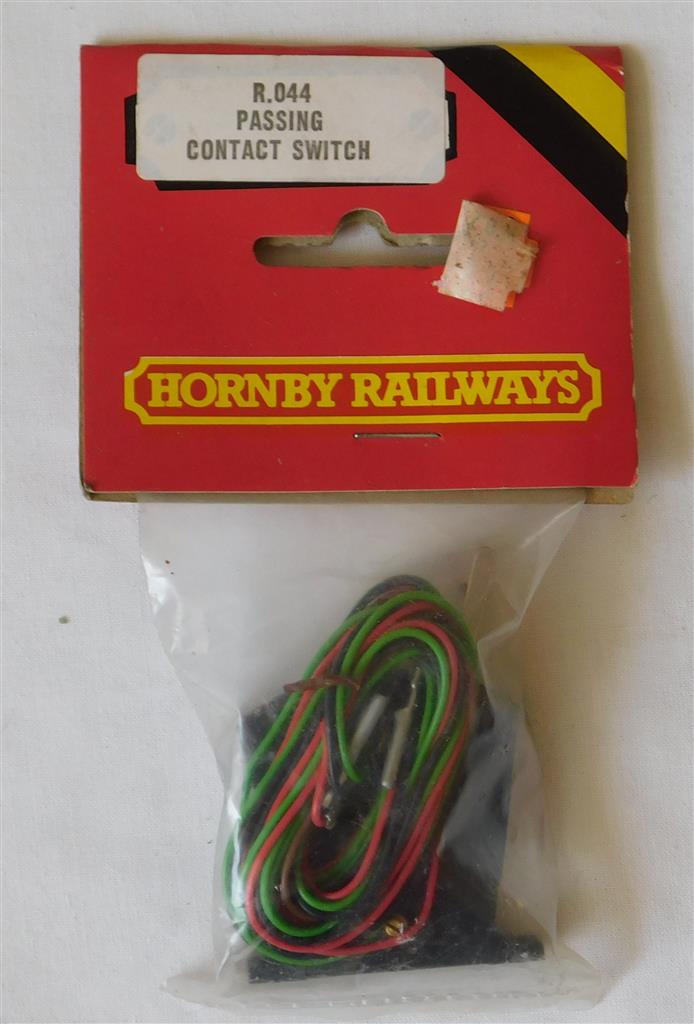 R.044
PASSING
CONTACT SWITCH
HORNBY RAILWAYS